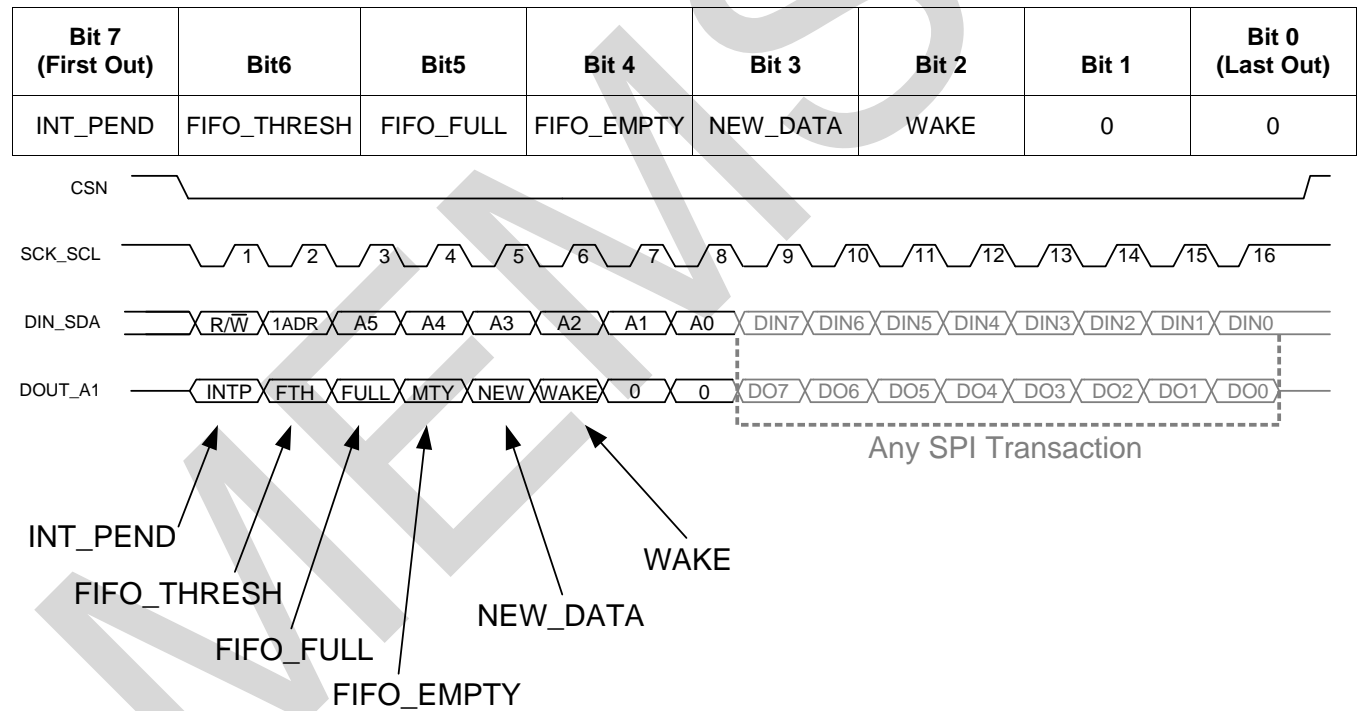 Bit 7 (First Out) Bit6 Bit5 Bit 4 Bit 3 Bit 2 Bit 1 Bit 0 (Last Out)
INT_PEND FIFO_THRESH FIFO_FULL FIFO_EMPTY NEW_DATA WAKE 0 0
CSN
SCK_SCL 1 2 3 4 5 6 7 8 9 10 11 12 13 14 15 16
DIN_SDA R/W̅ 1ADR A5 A4 A3 A2 A1 A0 DIN7 DIN6 DIN5 DIN4 DIN3 DIN2 DIN1 DIN0
DOUT_A1 INTP FTH FULL MTY NEW WAKE 0 0 DO7 DO6 DO5 DO4 DO3 DO2 DO1 DO0
Any SPI Transaction
INT_PEND
WAKE
FIFO_THRESH
NEW_DATA
FIFO_FULL
FIFO_EMPTY
MEMS